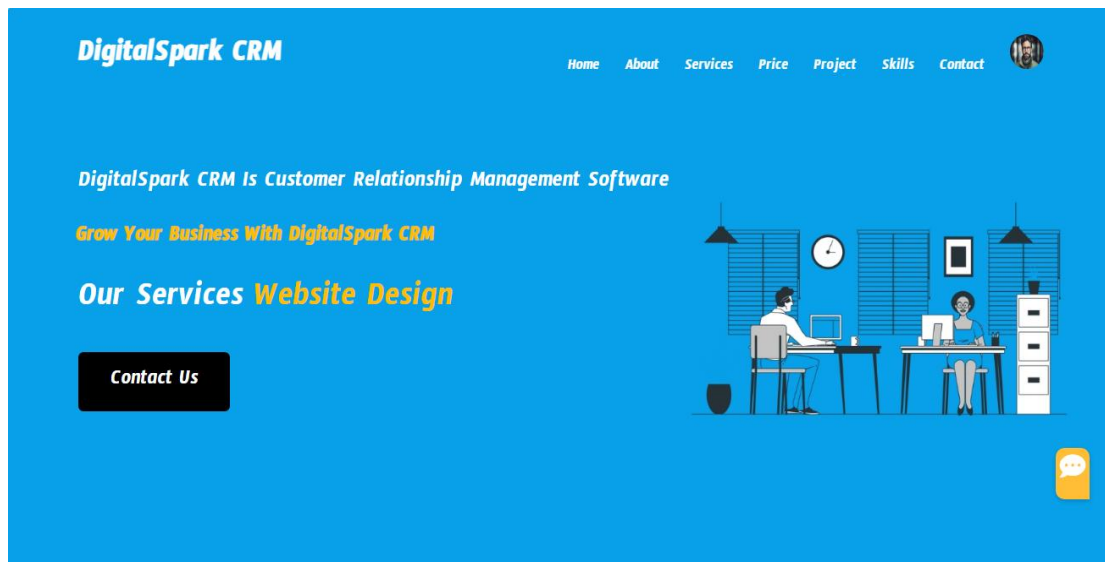 DigitalSpark CRM
Home About Services Price Project Skills Contact
DigitalSpark CRM Is Customer Relationship Management Software
Grow Your Business With DigitalSpark CRM
Our Services Website Design
Contact Us